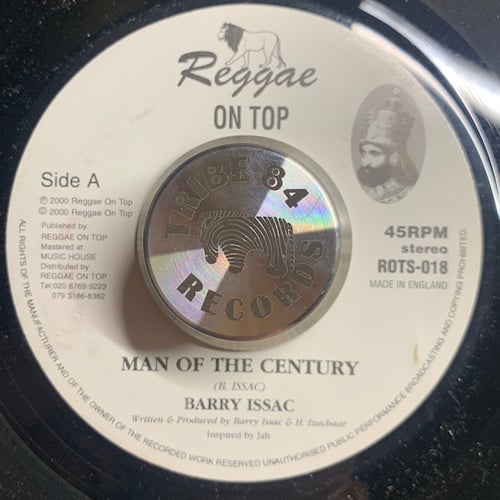 Reggae
ON TOP
Side A
℗ 2000 Reggae On Top
© 2000 Reggae On Top
Published by:
REGGAE ON TOP
Mastered at:
MUSIC HOUSE
Distributed by:
REGGAE ON TOP
Tel:020 8769-9223
079 3186-8362
45RPM
stereo
ROTS-018
MADE IN ENGLAND
TRIBE 84
RECORDS
MAN OF THE CENTURY
(B. ISSAC)
BARRY ISSAC
Written & Produced by Barry Issac & H. Izachaar
Inspired by Jah
ALL RIGHTS OF THE MANUFACTURER AND OF THE OWNER OF THE RECORDED WORK RESERVED UNAUTHORISED PUBLIC PERFORMANCE BROADCASTING AND COPYING PROHIBITED.